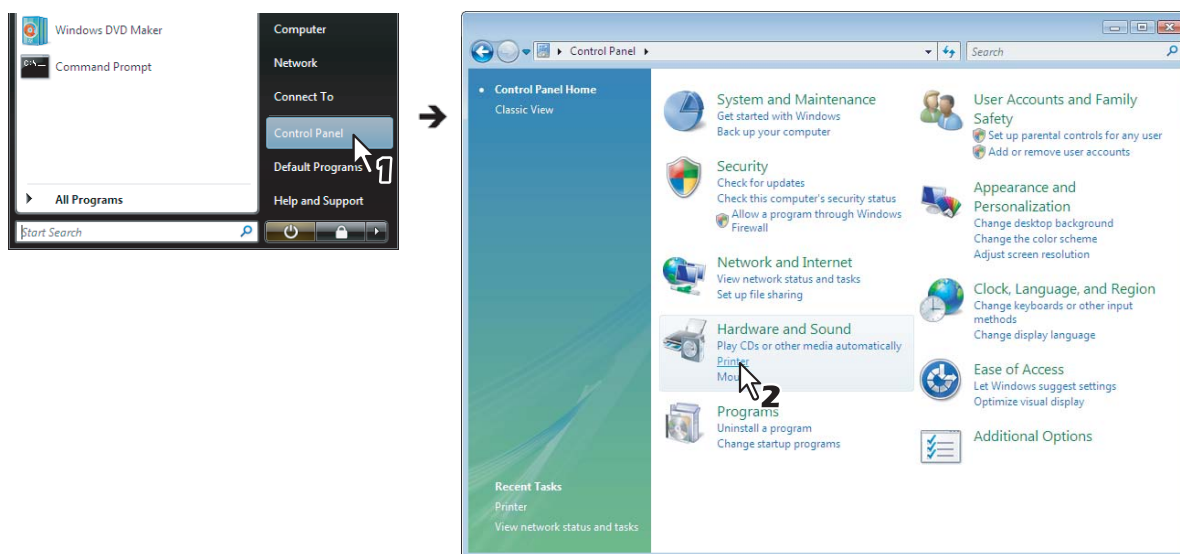 Windows DVD Maker
Command Prompt
All Programs
Start Search
Computer
Network
Connect To
Control Panel
1
Default Programs
Help and Support
Control Panel
Search
Control Panel Home
Classic View
Recent Tasks
Printer
View network status and tasks
System and Maintenance
Get started with Windows
Back up your computer
Security
Check for updates
Check this computer's security status
Allow a program through Windows
Firewall
Network and Internet
View network status and tasks
Set up file sharing
Hardware and Sound
Play CDs or other media automatically
Printer
2
Programs
Uninstall a program
Change startup programs
User Accounts and Family
Safety
Set up parental controls for any user
Add or remove user accounts
Appearance and
Personalization
Change desktop background
Change the color scheme
Adjust screen resolution
Clock, Language, and Region
Change keyboards or other input
methods
Change display language
Ease of Access
Let Windows suggest settings
Optimize visual display
Additional Options